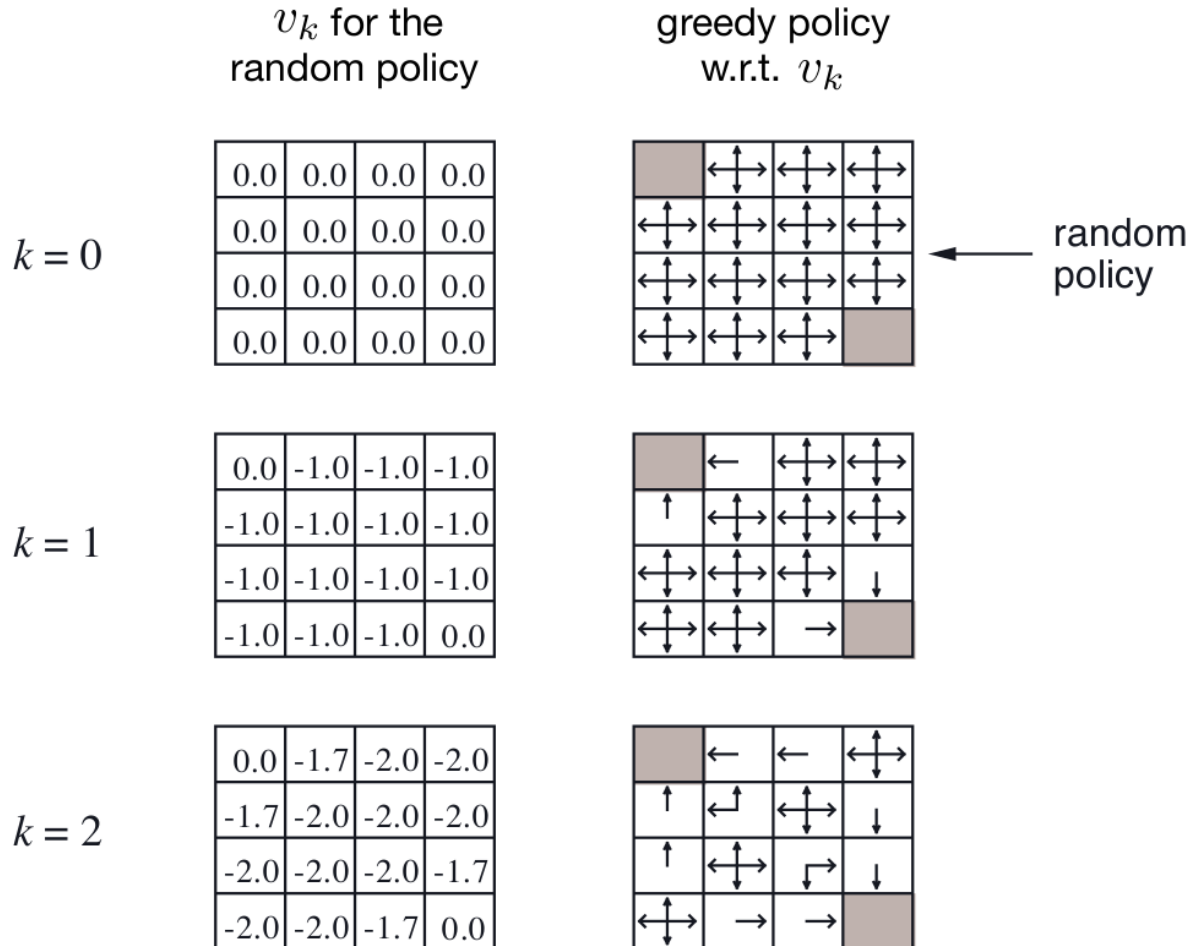 v_k for the
random policy
greedy policy
w.r.t. v_k
k = 0
0.0 0.0 0.0 0.0
0.0 0.0 0.0 0.0
0.0 0.0 0.0 0.0
0.0 0.0 0.0 0.0
random
policy
k = 1
0.0 -1.0 -1.0 -1.0
-1.0 -1.0 -1.0 -1.0
-1.0 -1.0 -1.0 -1.0
-1.0 -1.0 -1.0 0.0
k = 2
0.0 -1.7 -2.0 -2.0
-1.7 -2.0 -2.0 -2.0
-2.0 -2.0 -2.0 -1.7
-2.0 -2.0 -1.7 0.0